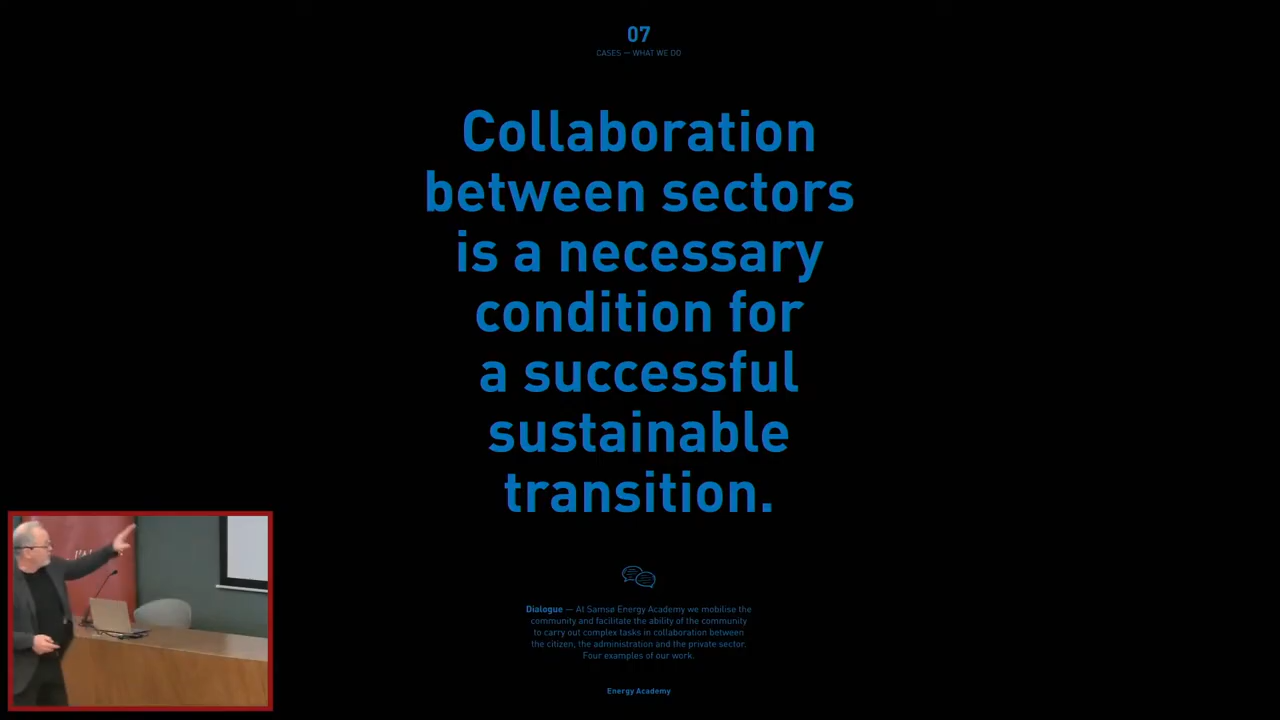 07
CASES — WHAT WE DO
Collaboration
between sectors
is a necessary
condition for
a successful
sustainable
transition.
Dialogue — At Samsø Energy Academy we mobilise the
community and facilitate the ability of the community
to carry out complex tasks in collaboration between
the citizen, the administration and the private sector.
Four examples of our work.
Energy Academy